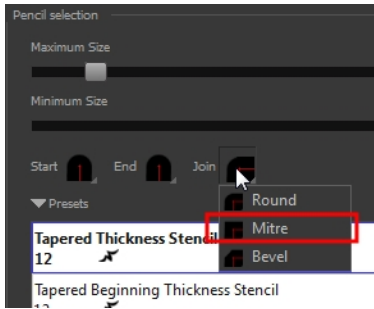 Pencil selection
Maximum Size
Minimum Size
Start End Join
Presets
Round
Mitre
Bevel
Tapered Thickness Stencil
12
Tapered Beginning Thickness Stencil
12